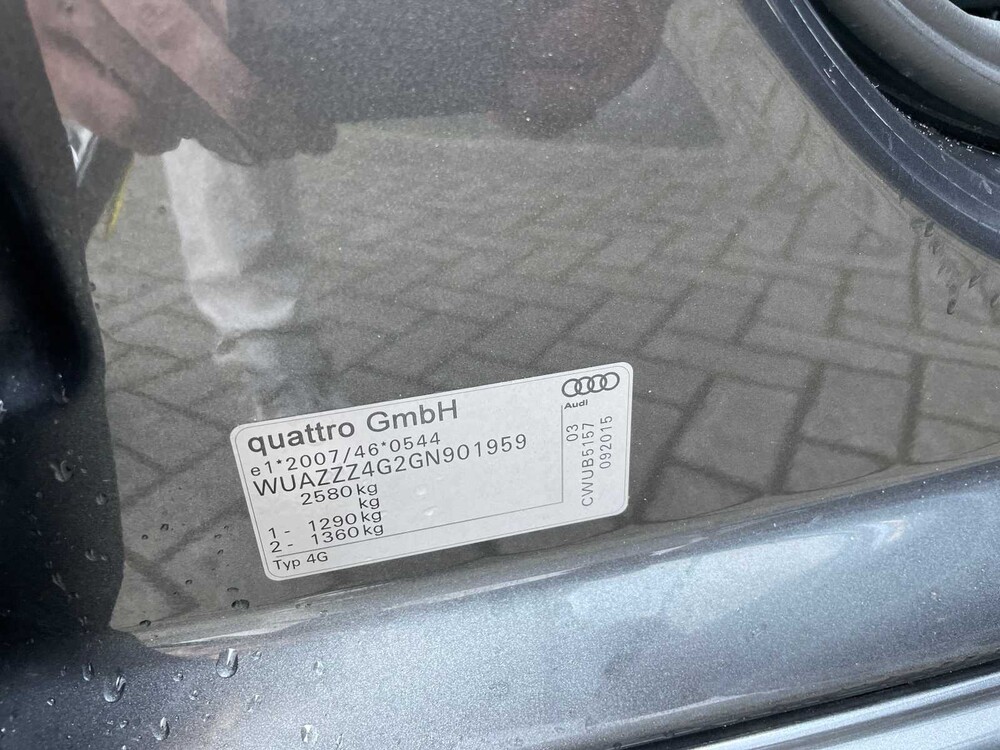 quattro GmbH
e1*2007/46*0544
WUAZZZ4G2GN901959
2580 kg
kg
1 - 1290 kg
2 - 1360 kg
Typ 4G
Audi
03
CWUB5157
092015